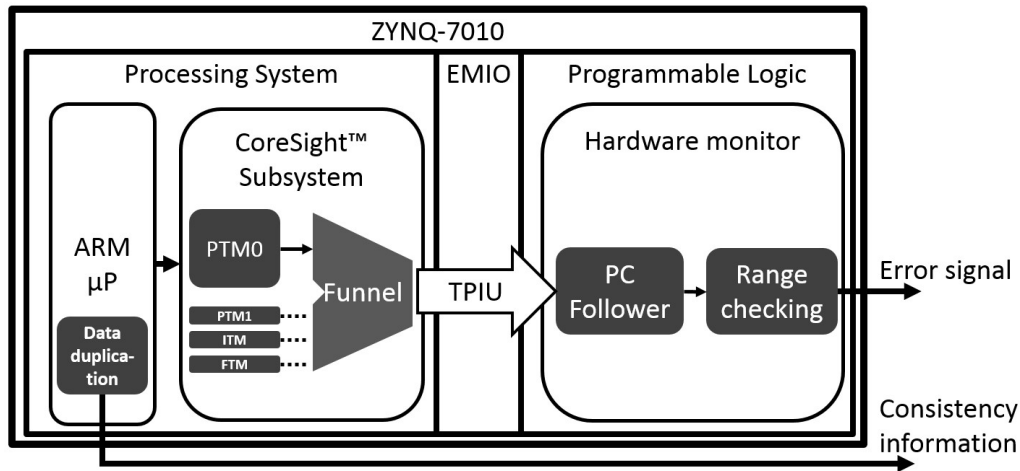 ZYNQ-7010
Processing System
EMIO
Programmable Logic
CoreSight™
Subsystem
Hardware monitor
ARM
µP
PTM0
Funnel
TPIU
PC
Follower
Range
checking
Error signal
PTM1
ITM
FTM
Data
duplica-
tion
Consistency
information